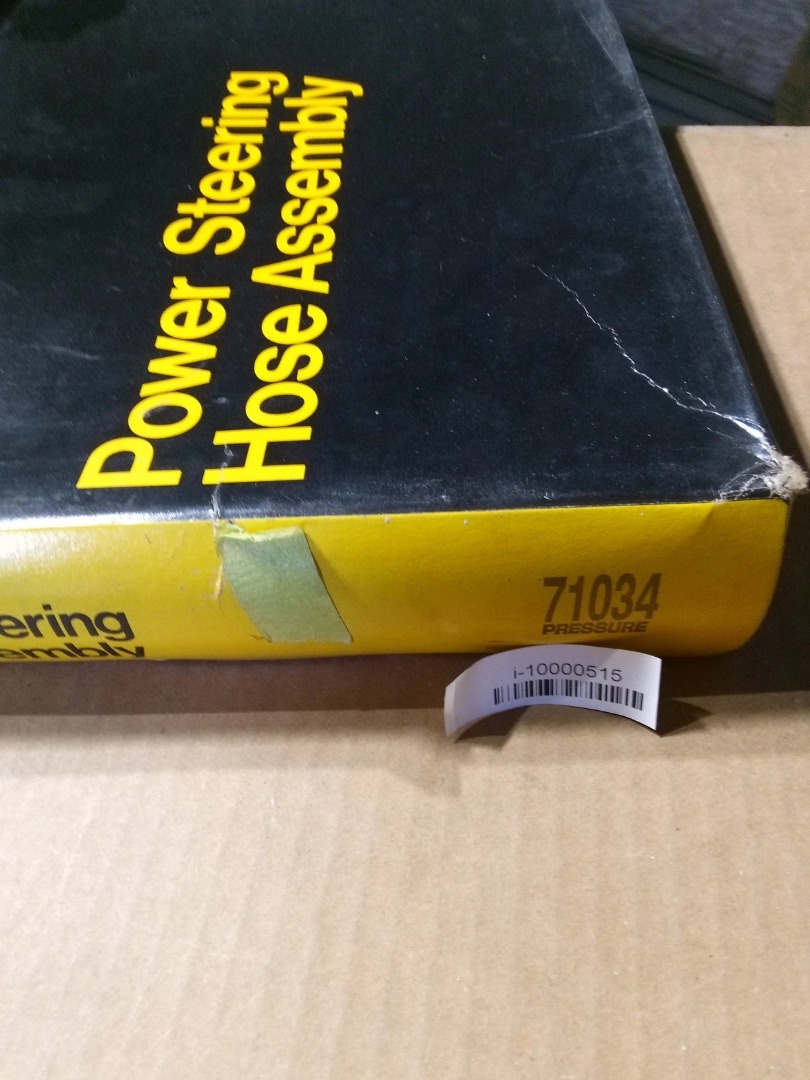 Power Steering
Hose Assembly
ering
embly
71034
PRESSURE
i-10000515